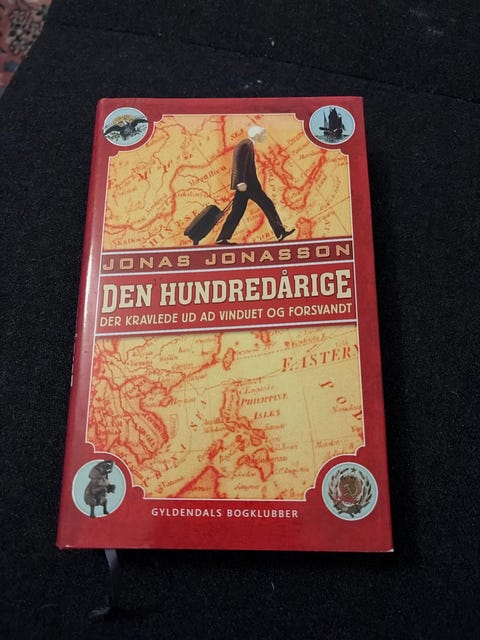 JONAS JONASSON
DEN HUNDREDÅRIGE
DER KRAVLEDE UD AD VINDUET OG FORSVANDT
EASTERN
PHILIPPINE
ISLES
GYLDENDALS BOGKLUBBER